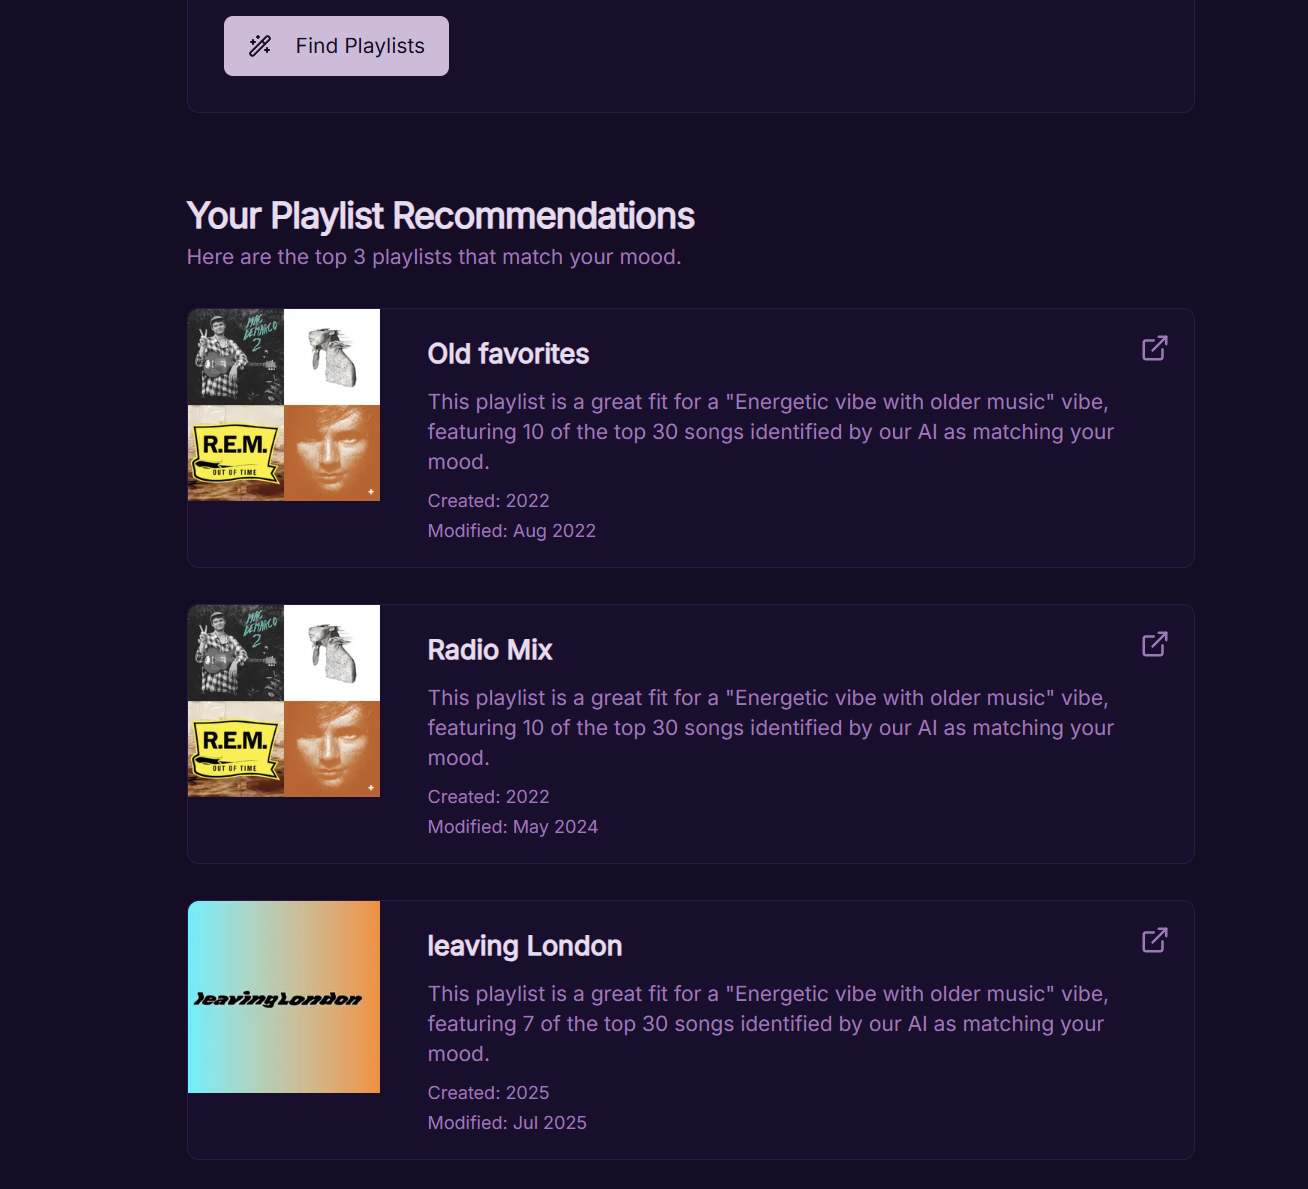 Find Playlists
Your Playlist Recommendations
Here are the top 3 playlists that match your mood.
MAC
DEMARCO
2
R.E.M.
OUT OF TIME
Old favorites
This playlist is a great fit for a "Energetic vibe with older music" vibe,
featuring 10 of the top 30 songs identified by our AI as matching your
mood.
Created: 2022
Modified: Aug 2022
MAC
DEMARCO
2
R.E.M.
OUT OF TIME
Radio Mix
This playlist is a great fit for a "Energetic vibe with older music" vibe,
featuring 10 of the top 30 songs identified by our AI as matching your
mood.
Created: 2022
Modified: May 2024
leaving London
leaving London
This playlist is a great fit for a "Energetic vibe with older music" vibe,
featuring 7 of the top 30 songs identified by our AI as matching your
mood.
Created: 2025
Modified: Jul 2025